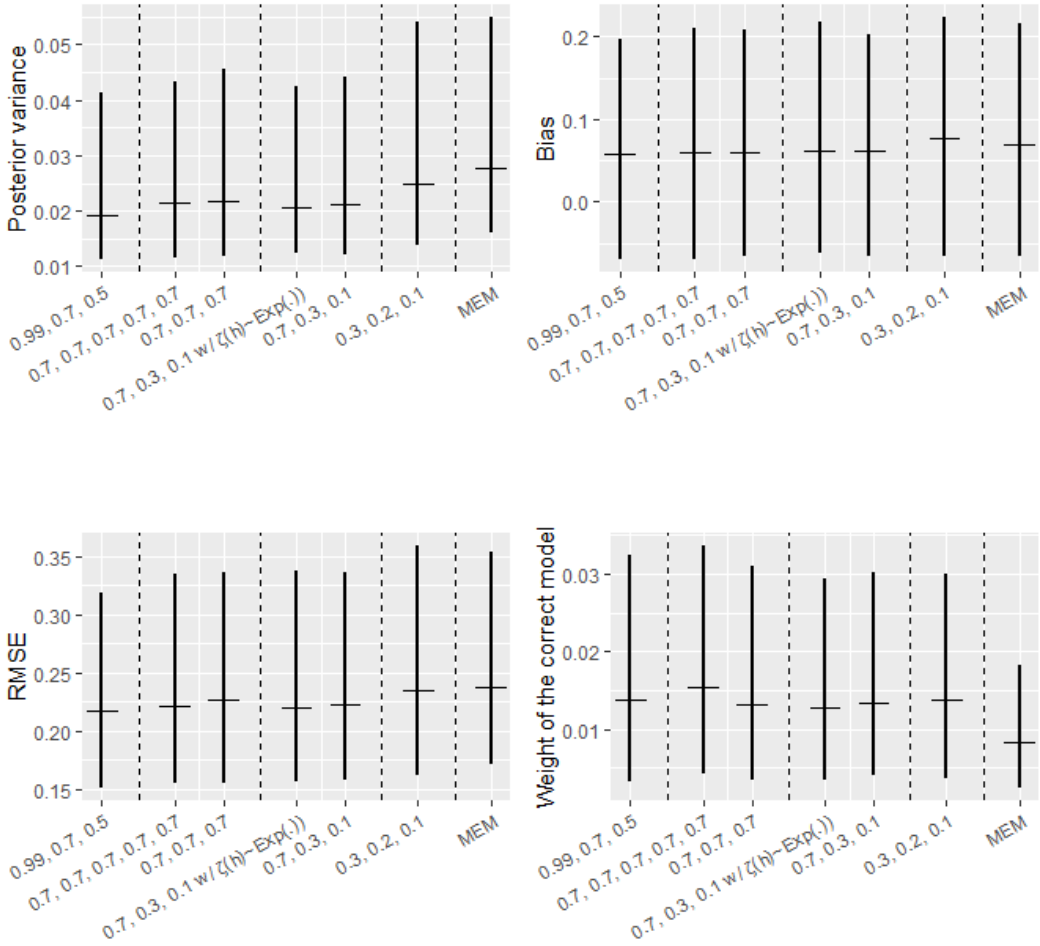 Posterior variance
0.05
0.04
0.03
0.02
0.01
0.99, 0.7, 0.5
0.7, 0.7, 0.7, 0.7, 0.7
0.7, 0.7, 0.7
0.7, 0.3, 0.1 w/ ζ(h)~Exp(·))
0.7, 0.3, 0.1
0.3, 0.2, 0.1
MEM
Bias
0.2
0.1
0.0
0.99, 0.7, 0.5
0.7, 0.7, 0.7, 0.7, 0.7
0.7, 0.7, 0.7
0.7, 0.3, 0.1 w/ ζ(h)~Exp(·))
0.7, 0.3, 0.1
0.3, 0.2, 0.1
MEM
RMSE
0.35
0.30
0.25
0.20
0.15
0.99, 0.7, 0.5
0.7, 0.7, 0.7, 0.7, 0.7
0.7, 0.7, 0.7
0.7, 0.3, 0.1 w/ ζ(h)~Exp(·))
0.7, 0.3, 0.1
0.3, 0.2, 0.1
MEM
Weight of the correct model
0.03
0.02
0.01
0.99, 0.7, 0.5
0.7, 0.7, 0.7, 0.7, 0.7
0.7, 0.7, 0.7
0.7, 0.3, 0.1 w/ ζ(h)~Exp(·))
0.7, 0.3, 0.1
0.3, 0.2, 0.1
MEM